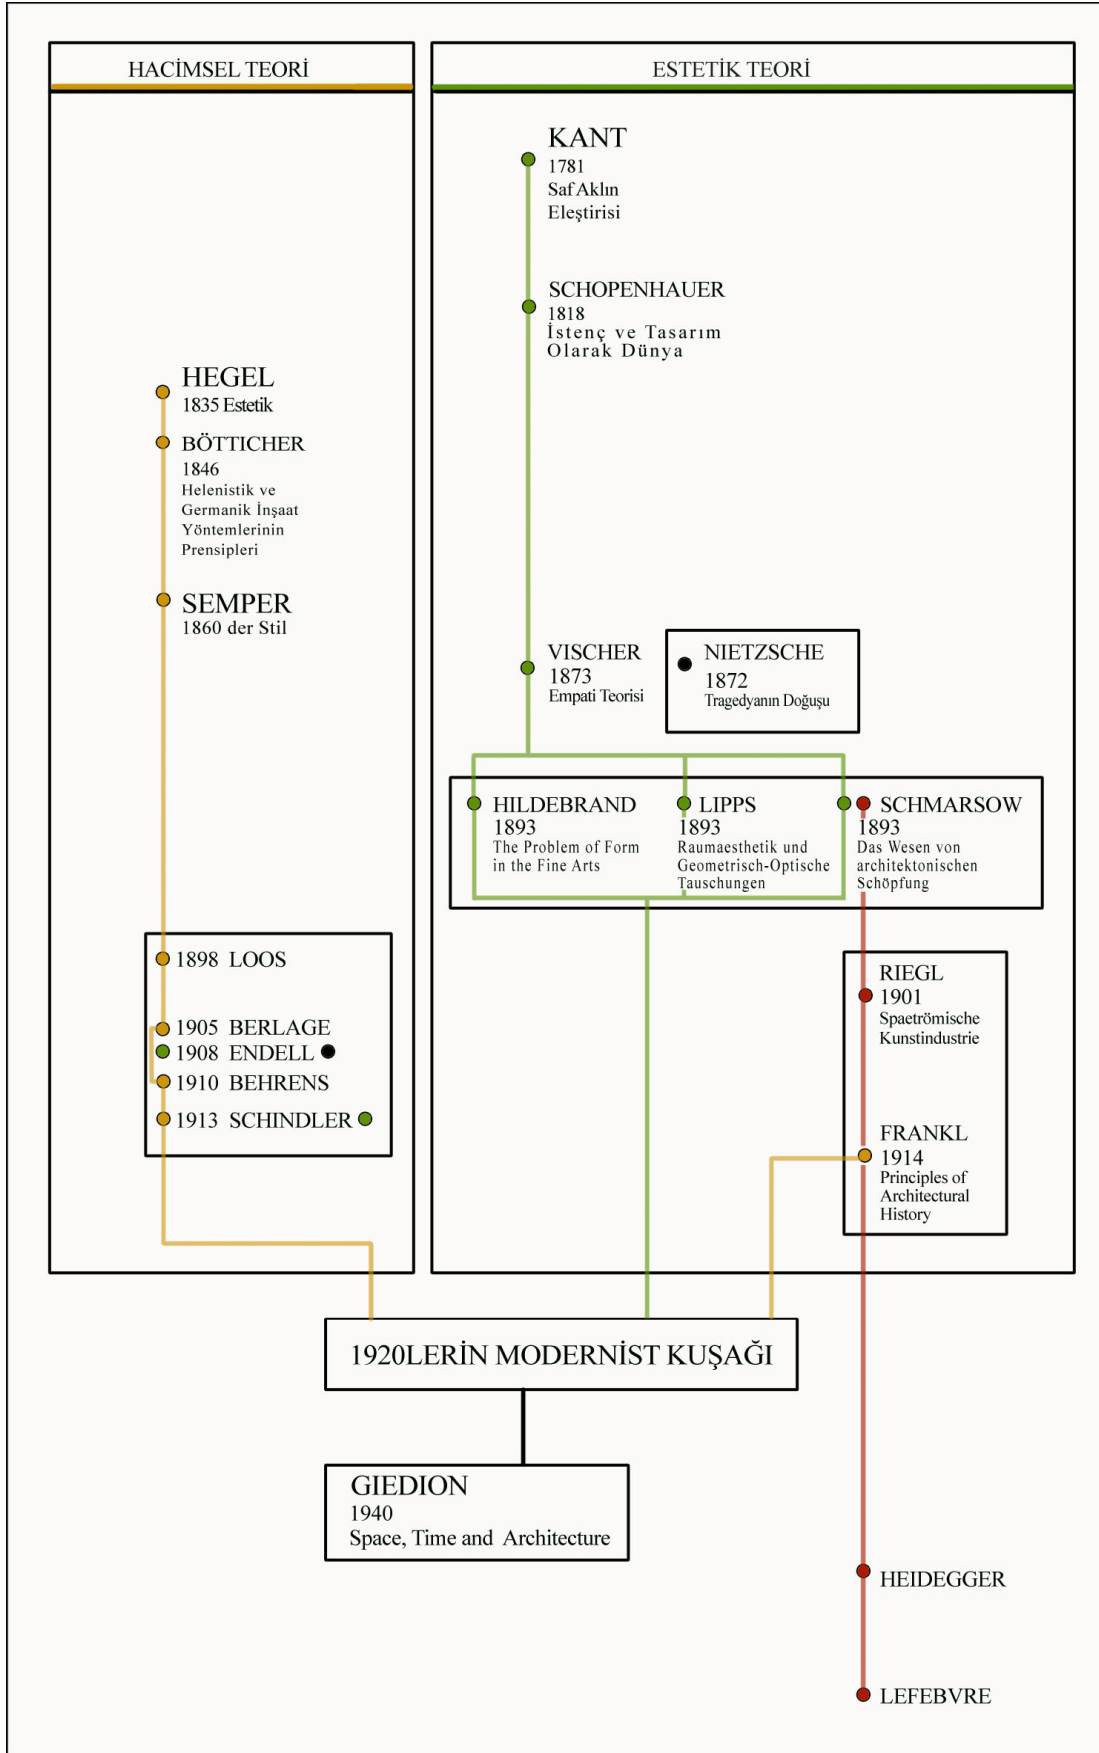 HACİMSEL TEORİ
ESTETİK TEORİ
KANT
1781
Saf Aklın
Eleştirisi
SCHOPENHAUER
1818
İstenç ve Tasarım
Olarak Dünya
HEGEL
1835 Estetik
BÖTTICHER
1846
Helenistik ve
Germanik İnşaat
Yöntemlerinin
Prensipleri
SEMPER
1860 der Stil
VISCHER
1873
Empati Teorisi
NIETZSCHE
1872
Tragedyanın Doğuşu
HILDEBRAND
1893
The Problem of Form
in the Fine Arts
LIPPS
1893
Raumaesthetik und
Geometrisch-Optische
Tauschungen
SCHMARSOW
1893
Das Wesen von
architektonischen
Schöpfung
1898 LOOS
1905 BERLAGE
1908 ENDELL
1910 BEHRENS
1913 SCHINDLER
RIEGL
1901
Spaetrömische
Kunstindustrie
FRANKL
1914
Principles of
Architectural
History
1920LERİN MODERNİST KUŞAĞI
GIEDION
1940
Space, Time and Architecture
HEIDEGGER
LEFEBVRE